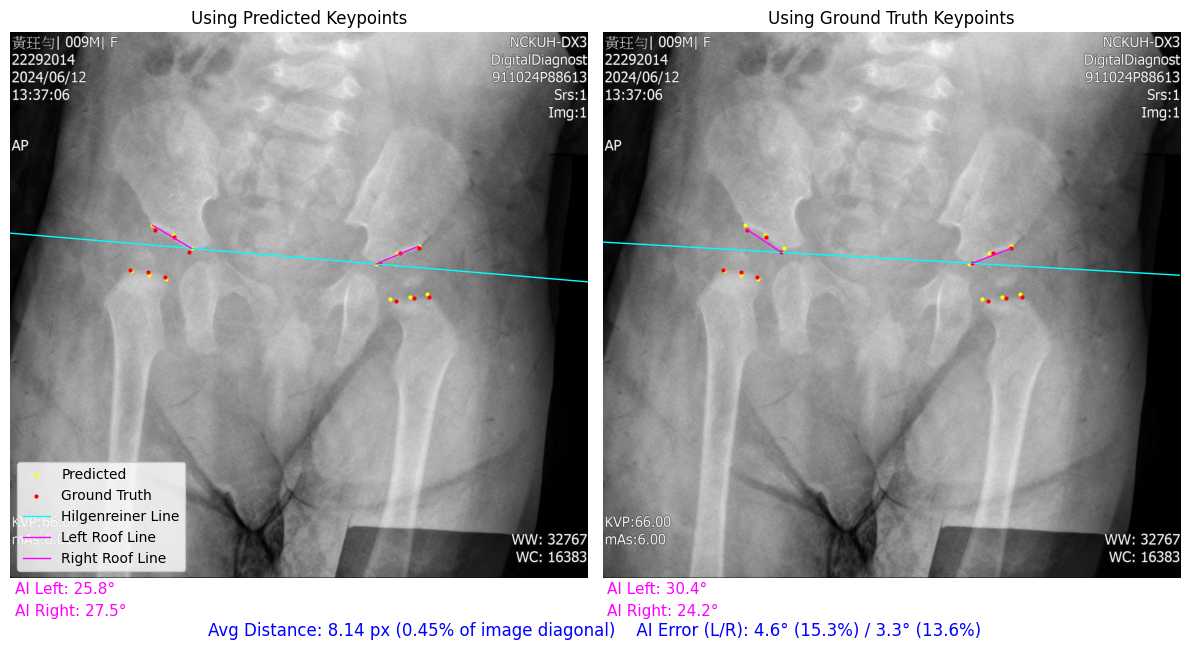 Using Predicted Keypoints
黃玨勻| 009M| F
22292014
2024/06/12
13:37:06
NCKUH-DX3
DigitalDiagnost
911024P88613
Srs:1
Img:1
AP
Predicted
Ground Truth
Hilgenreiner Line
Left Roof Line
Right Roof Line
KVP:66.00
WW: 32767
WC: 16383
AI Left: 25.8°
AI Right: 27.5°
Using Ground Truth Keypoints
黃玨勻| 009M| F
22292014
2024/06/12
13:37:06
NCKUH-DX3
DigitalDiagnost
911024P88613
Srs:1
Img:1
AP
KVP:66.00
mAs:6.00
WW: 32767
WC: 16383
AI Left: 30.4°
AI Right: 24.2°
Avg Distance: 8.14 px (0.45% of image diagonal) AI Error (L/R): 4.6° (15.3%) / 3.3° (13.6%)